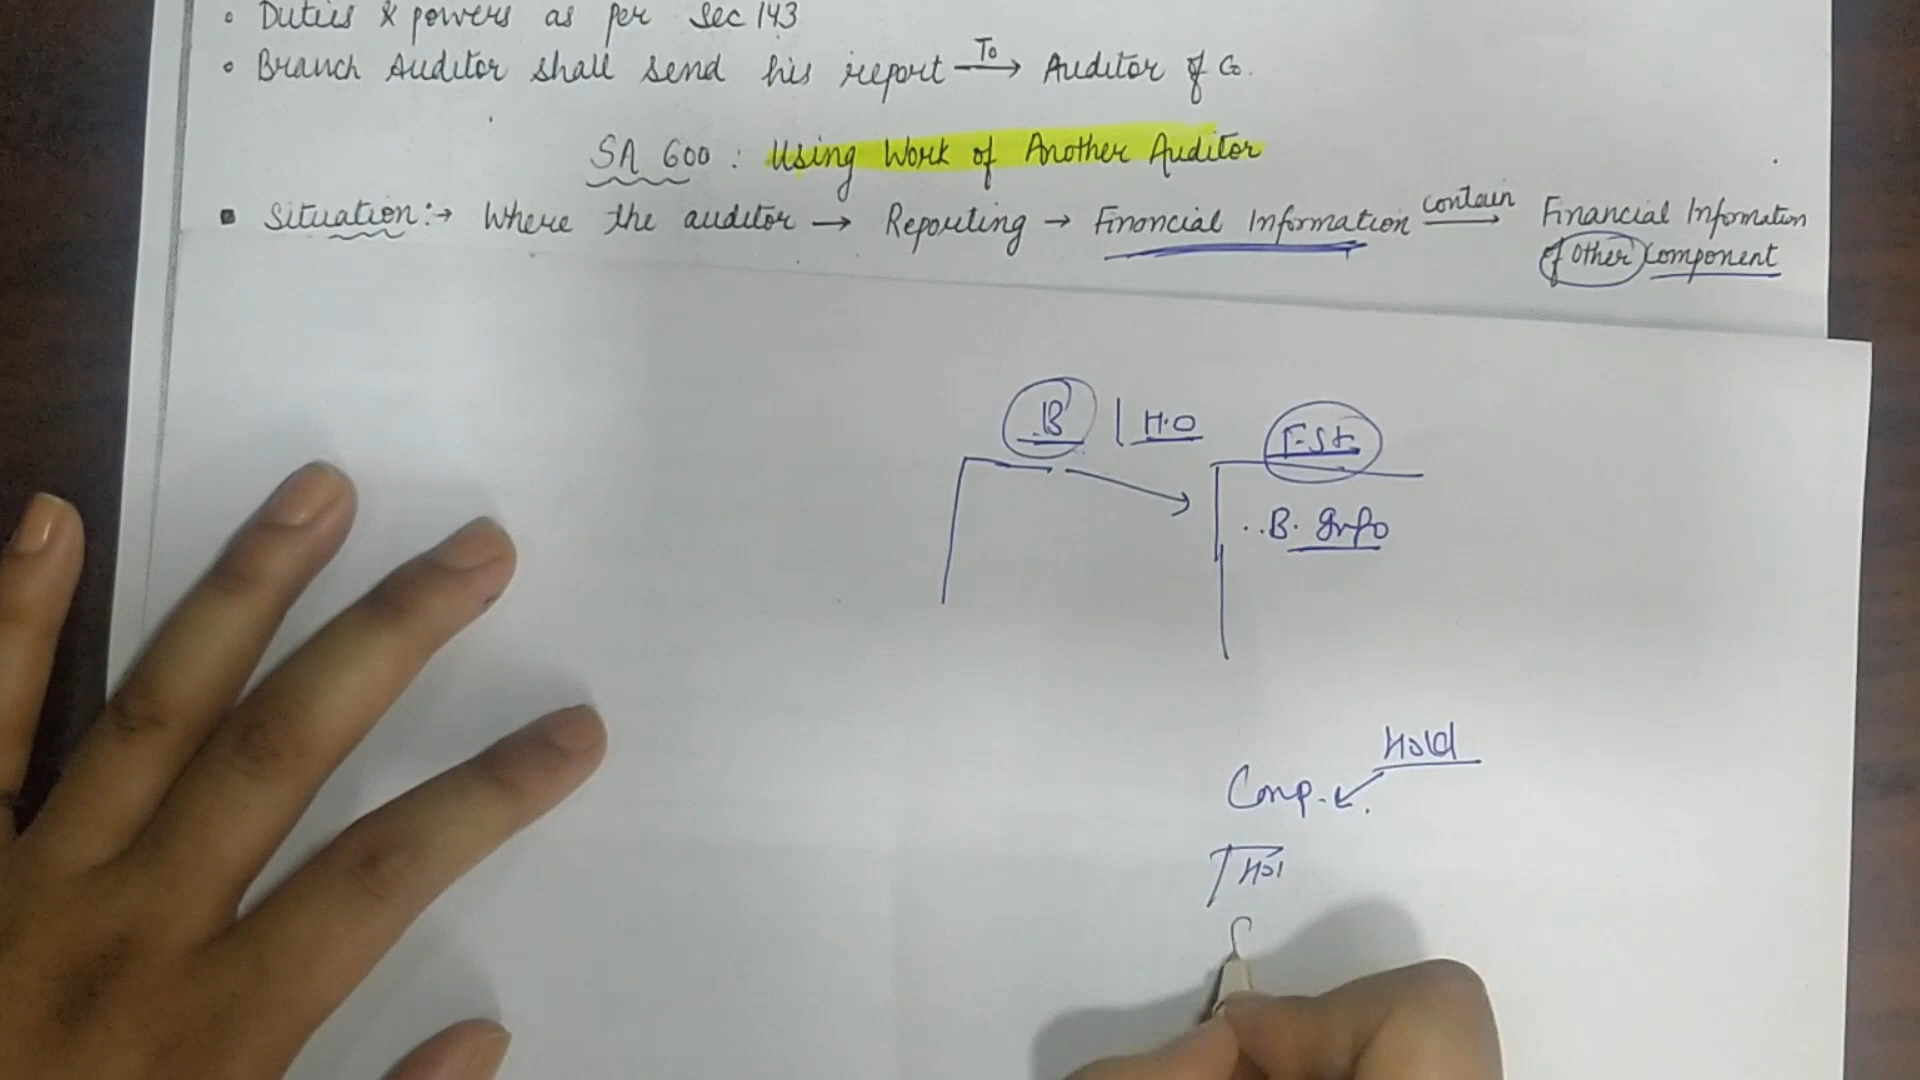 • Duties & powers as per Sec 143
• Branch Auditor shall send his report To → Auditor of Co.
SA 600 : Using Work of Another Auditor
▪ Situation:→ Where the auditor → Reporting → Financial Information contain → Financial Information
of Other Component
B | H.O
F.St.
..B. Info
Hold
Comp.
Hol